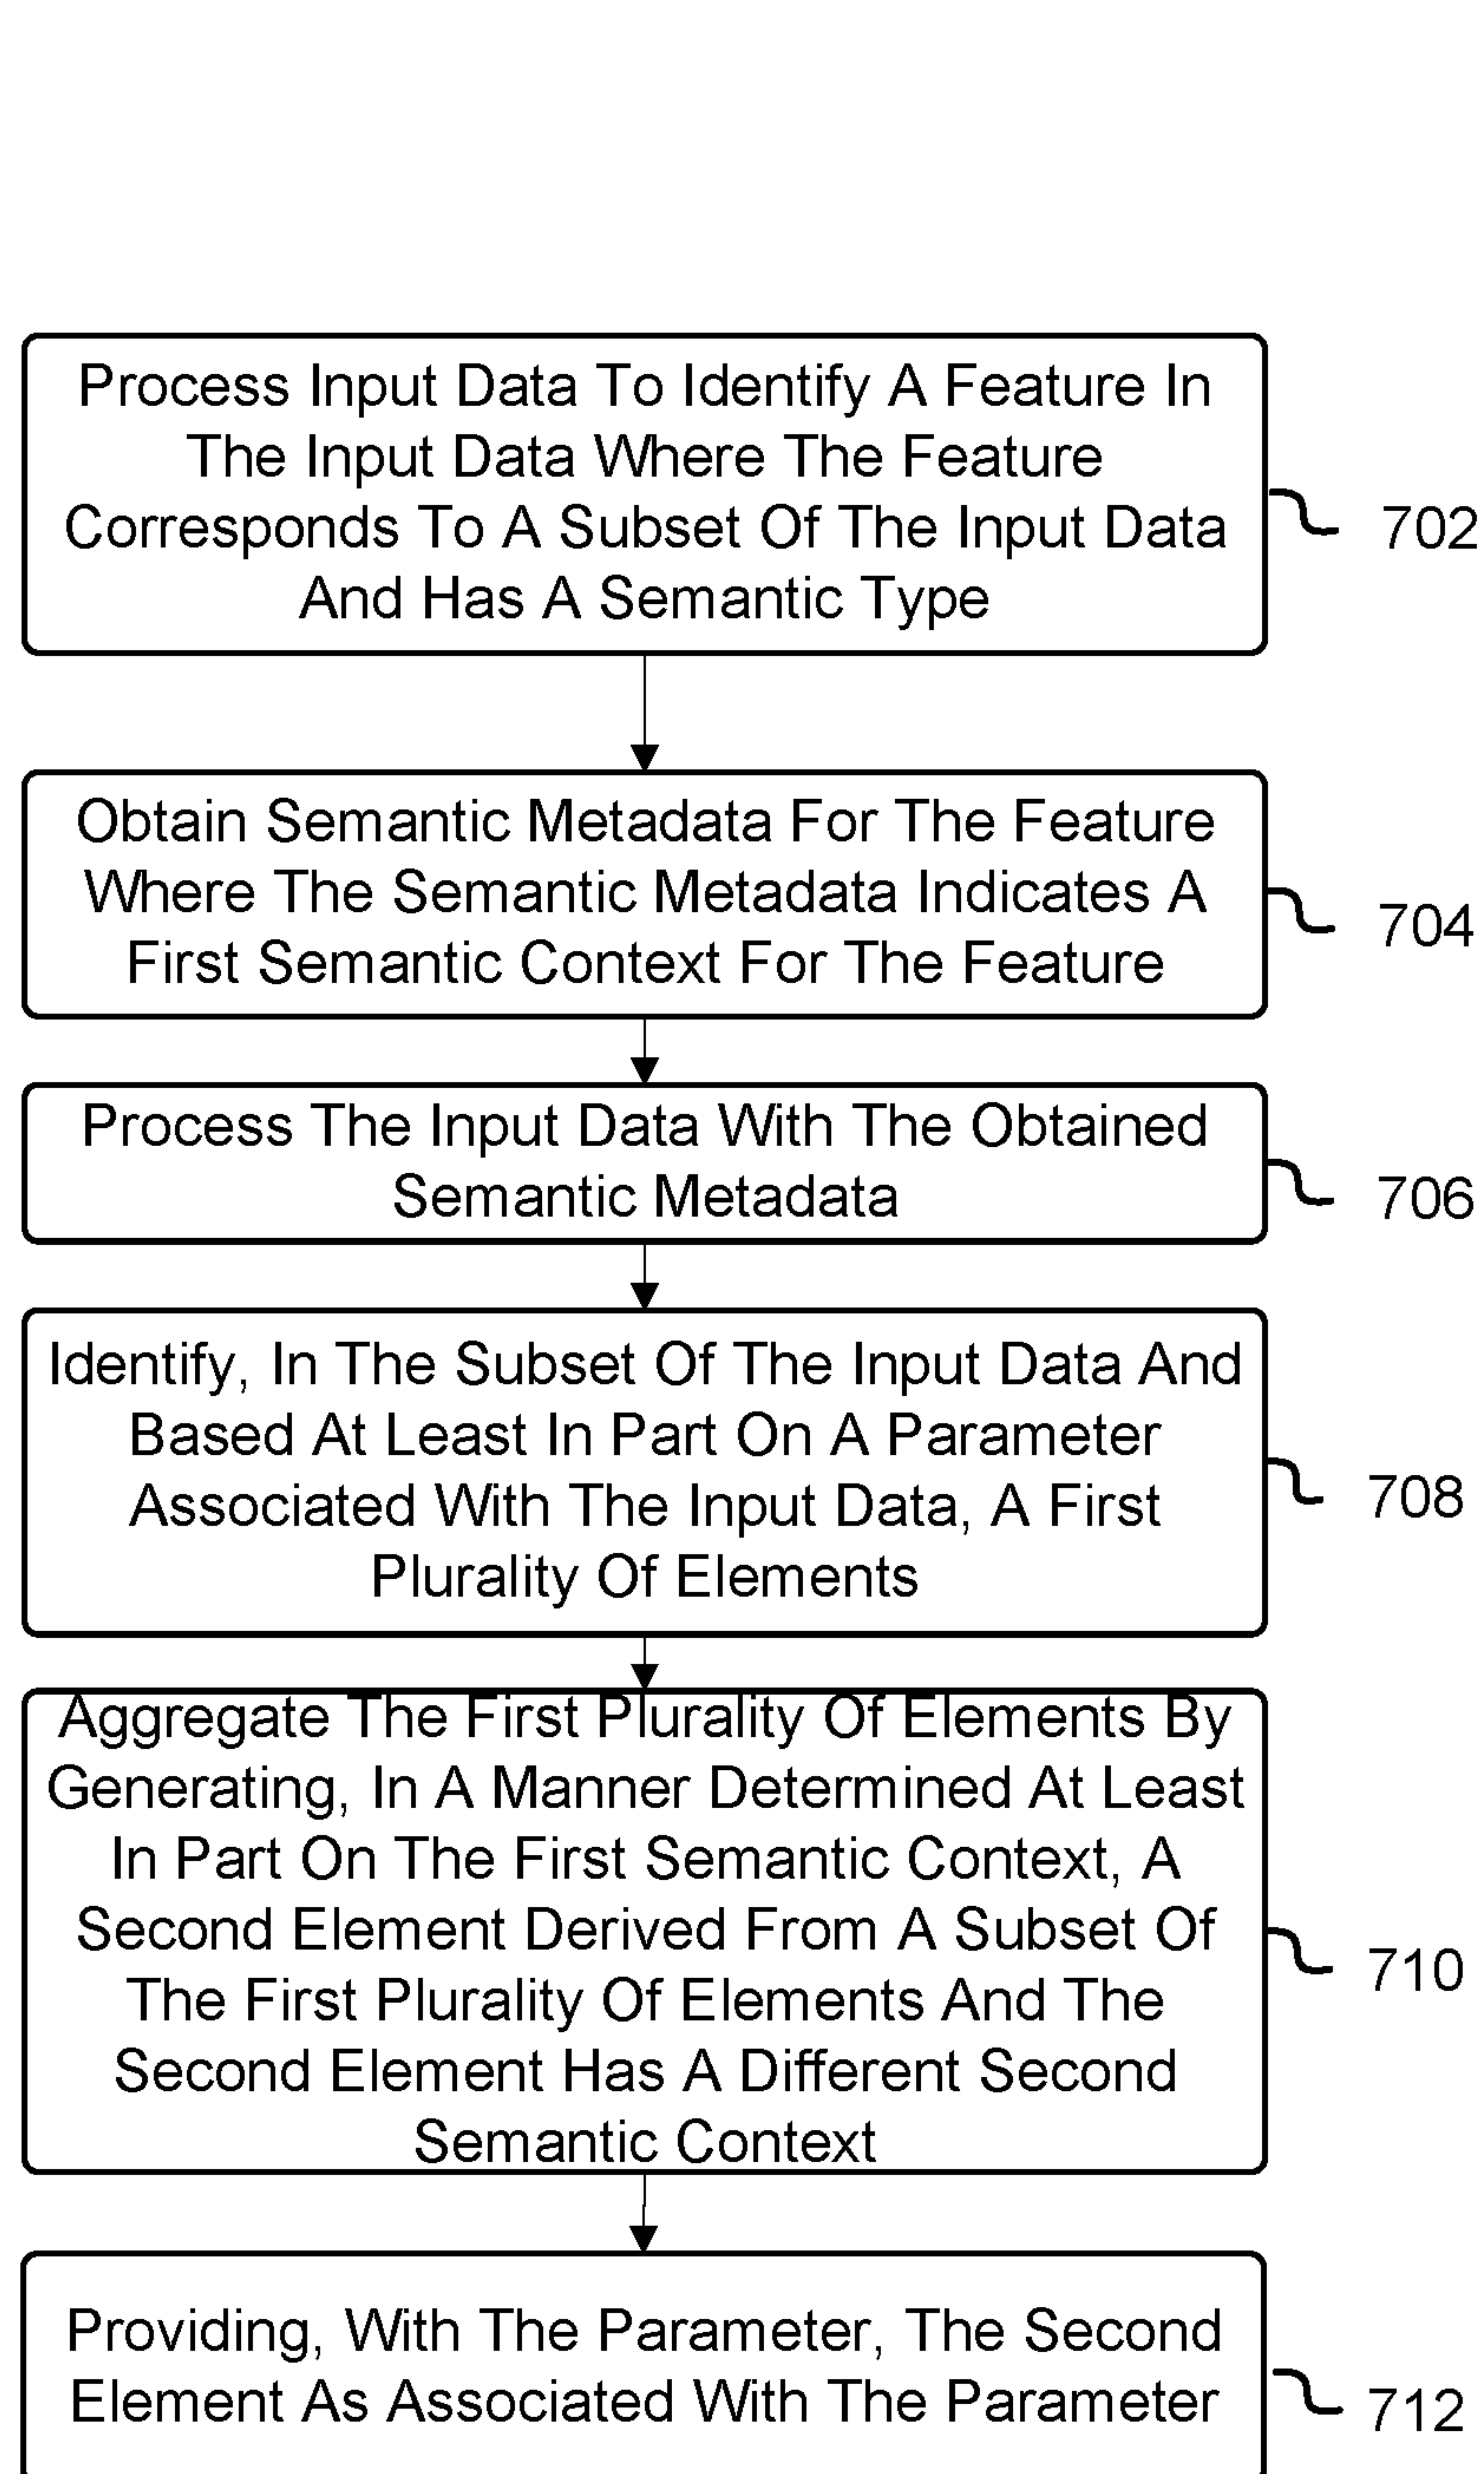 Process Input Data To Identify A Feature In
The Input Data Where The Feature
Corresponds To A Subset Of The Input Data
And Has A Semantic Type
702
Obtain Semantic Metadata For The Feature
Where The Semantic Metadata Indicates A
First Semantic Context For The Feature
704
Process The Input Data With The Obtained
Semantic Metadata
706
Identify, In The Subset Of The Input Data And
Based At Least In Part On A Parameter
Associated With The Input Data, A First
Plurality Of Elements
708
Aggregate The First Plurality Of Elements By
Generating, In A Manner Determined At Least
In Part On The First Semantic Context, A
Second Element Derived From A Subset Of
The First Plurality Of Elements And The
Second Element Has A Different Second
Semantic Context
710
Providing, With The Parameter, The Second
Element As Associated With The Parameter
712